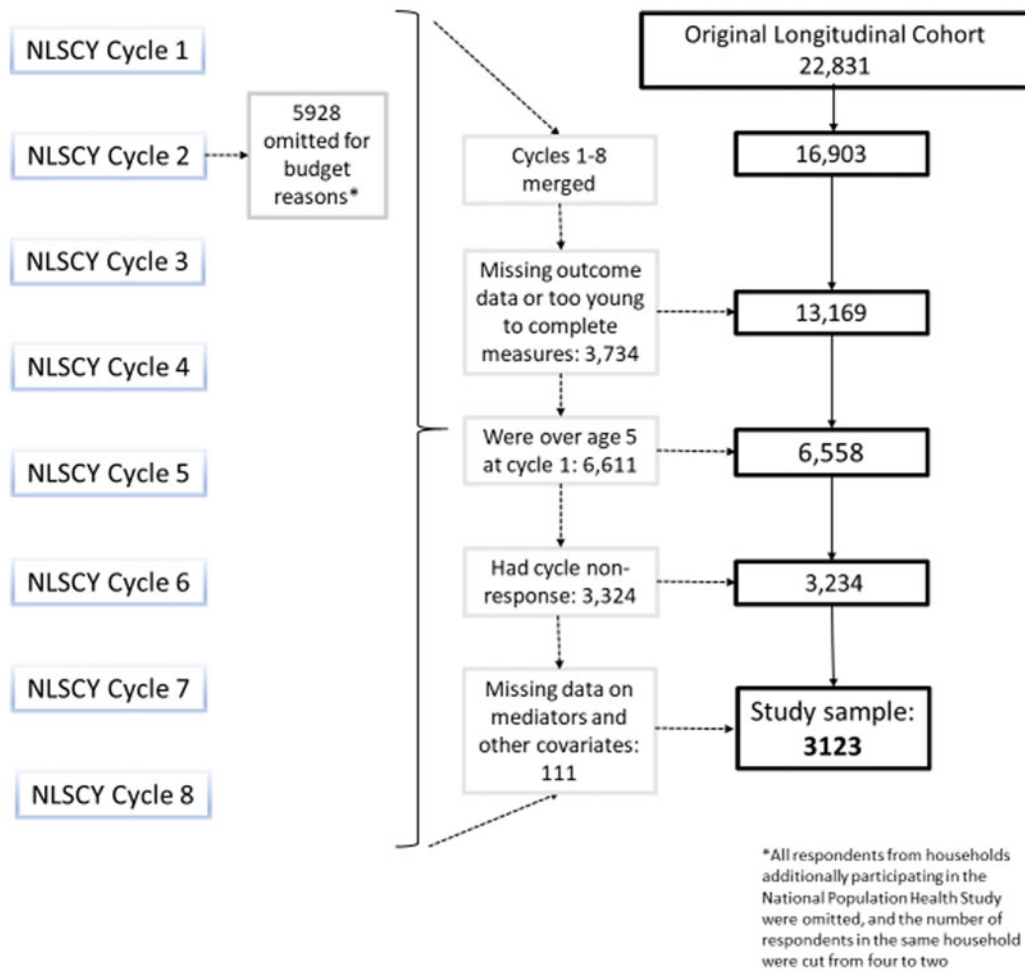 NLSCY Cycle 1
NLSCY Cycle 2
NLSCY Cycle 3
NLSCY Cycle 4
NLSCY Cycle 5
NLSCY Cycle 6
NLSCY Cycle 7
NLSCY Cycle 8
5928
omitted for
budget
reasons*
Cycles 1-8
merged
Missing outcome
data or too young
to complete
measures: 3,734
Were over age 5
at cycle 1: 6,611
Had cycle non-
response: 3,324
Missing data on
mediators and
other covariates:
111
Original Longitudinal Cohort
22,831
16,903
13,169
6,558
3,234
Study sample:
3123
*All respondents from households
additionally participating in the
National Population Health Study
were omitted, and the number of
respondents in the same household
were cut from four to two